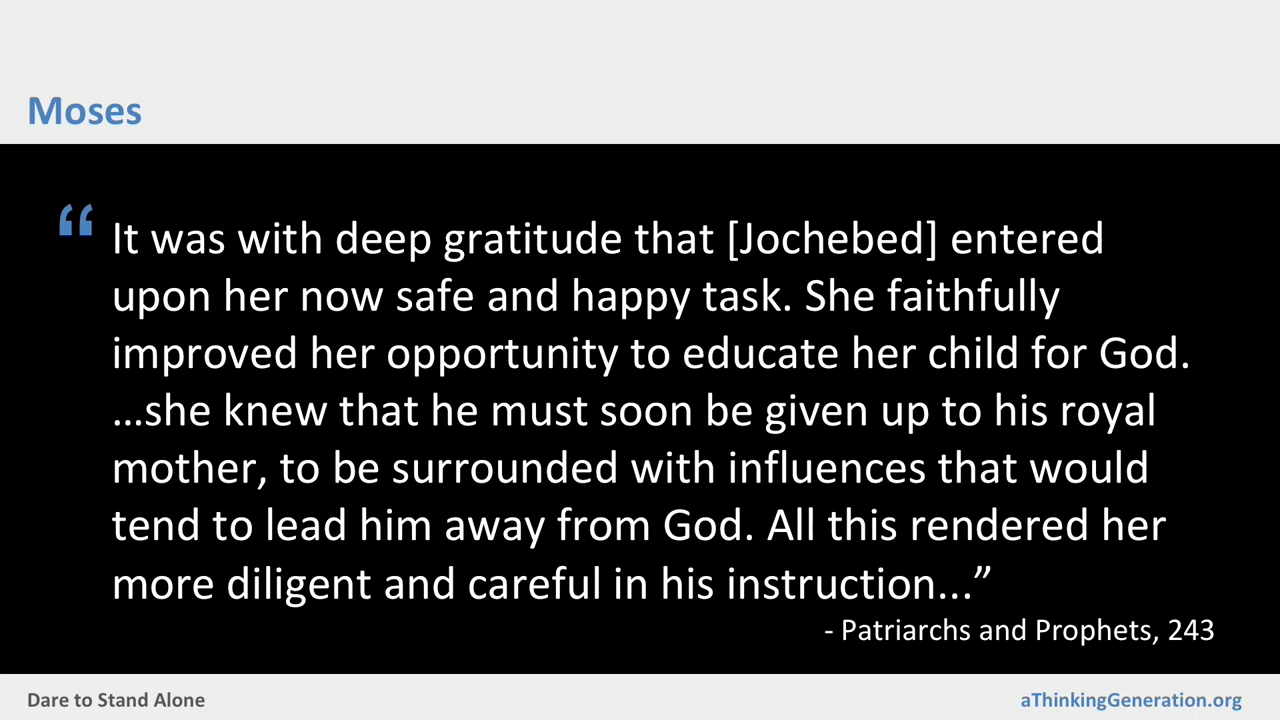 Moses
“ It was with deep gratitude that [Jochebed] entered
upon her now safe and happy task. She faithfully
improved her opportunity to educate her child for God.
…she knew that he must soon be given up to his royal
mother, to be surrounded with influences that would
tend to lead him away from God. All this rendered her
more diligent and careful in his instruction...”
- Patriarchs and Prophets, 243
Dare to Stand Alone
aThinkingGeneration.org